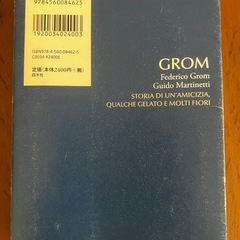 9784560084625
1920034024003
ISBN978-4-560-08462-5
C0034 ¥2400E
定価(本体2400円+税)
白水社
GROM
Federico Grom
Guido Martinetti
STORIA DI UN'AMICIZIA,
QUALCHE GELATO E MOLTI FIORI